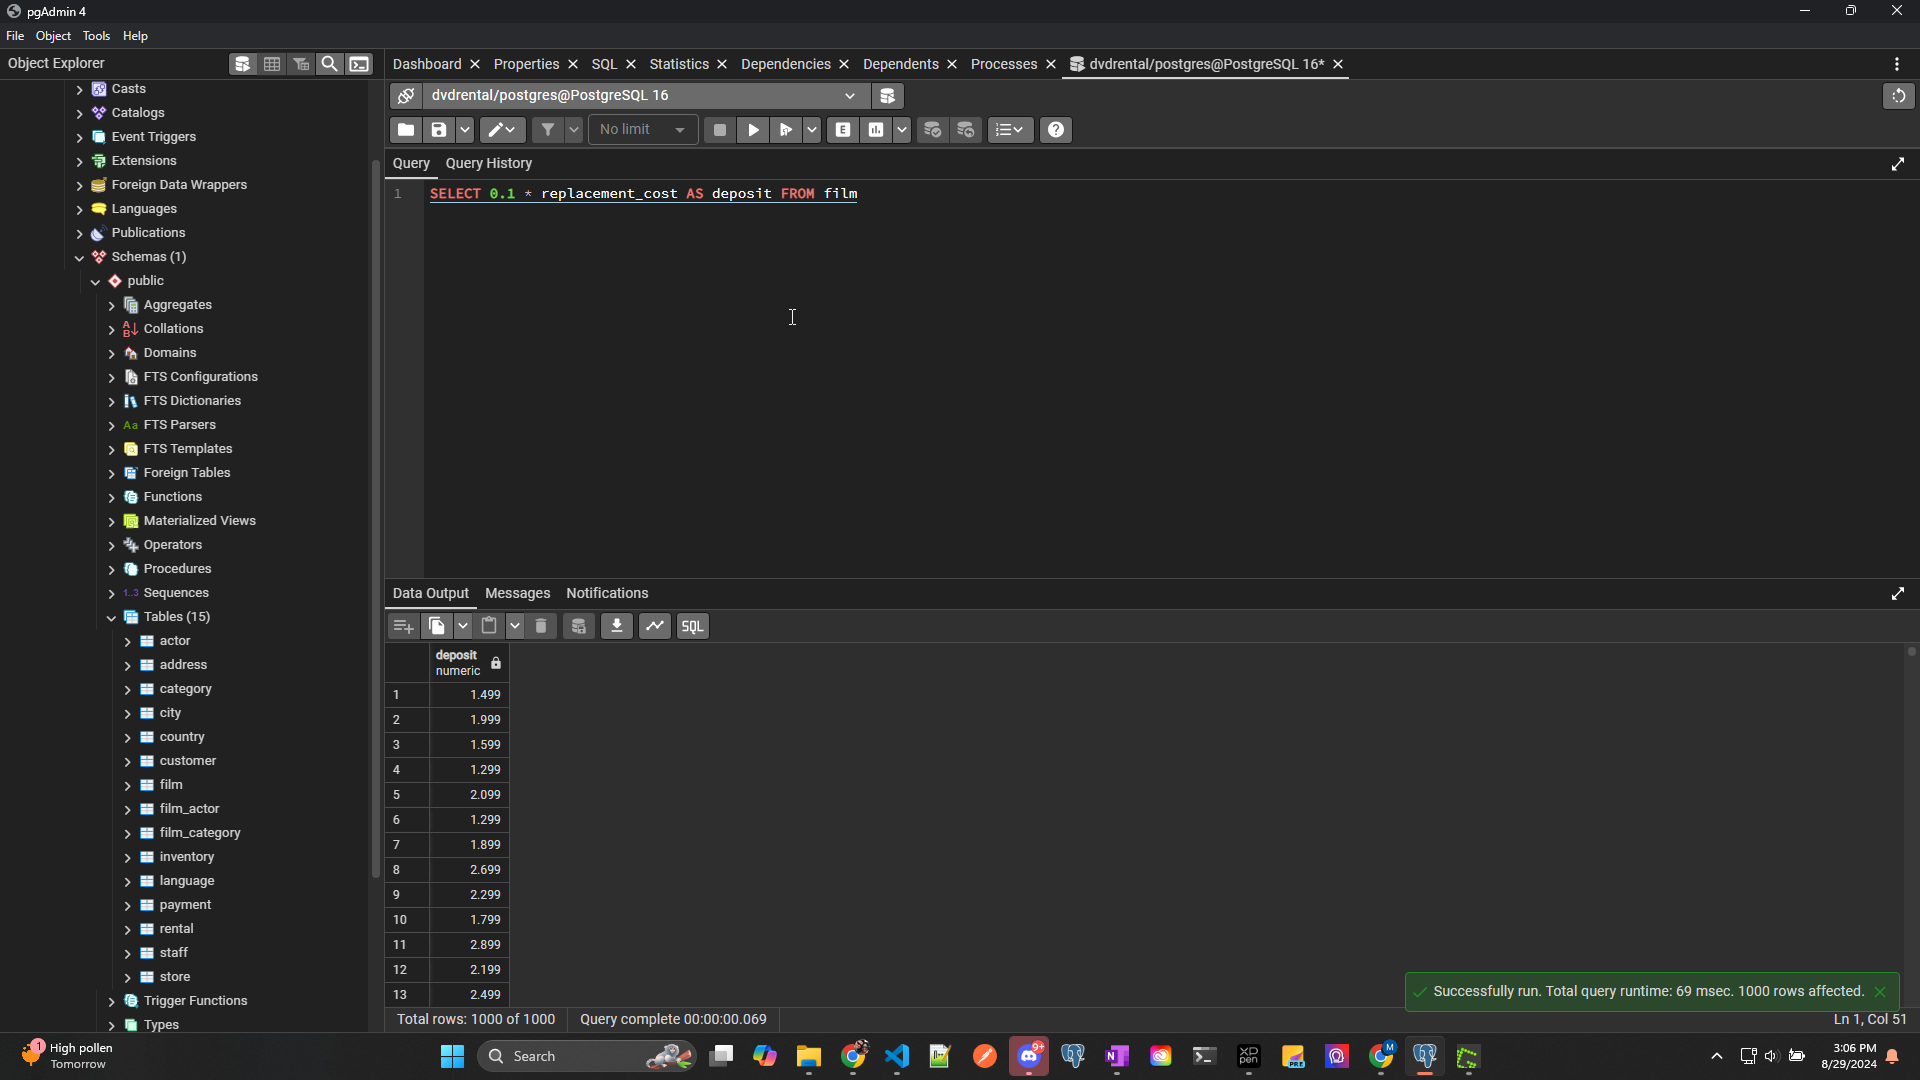 pgAdmin 4
File Object Tools Help
Object Explorer
Dashboard Properties SQL Statistics Dependencies Dependents Processes dvdrental/postgres@PostgreSQL 16*
dvdrental/postgres@PostgreSQL 16
No limit
Query Query History
1 SELECT 0.1 * replacement_cost AS deposit FROM film
Casts
Catalogs
Event Triggers
Extensions
Foreign Data Wrappers
Languages
Publications
Schemas (1)
public
Aggregates
Collations
Domains
FTS Configurations
FTS Dictionaries
FTS Parsers
FTS Templates
Foreign Tables
Functions
Materialized Views
Operators
Procedures
1..3 Sequences
Tables (15)
actor
address
category
city
country
customer
film
film_actor
film_category
inventory
language
payment
rental
staff
store
Trigger Functions
Types
Data Output Messages Notifications
SQL
deposit
numeric
1 1.499
2 1.999
3 1.599
4 1.299
5 2.099
6 1.299
7 1.899
8 2.699
9 2.299
10 1.799
11 2.899
12 2.199
13 2.499
Successfully run. Total query runtime: 69 msec. 1000 rows affected.
Total rows: 1000 of 1000 Query complete 00:00:00.069 Ln 1, Col 51
High pollen
Tomorrow
Search
3:06 PM
8/29/2024